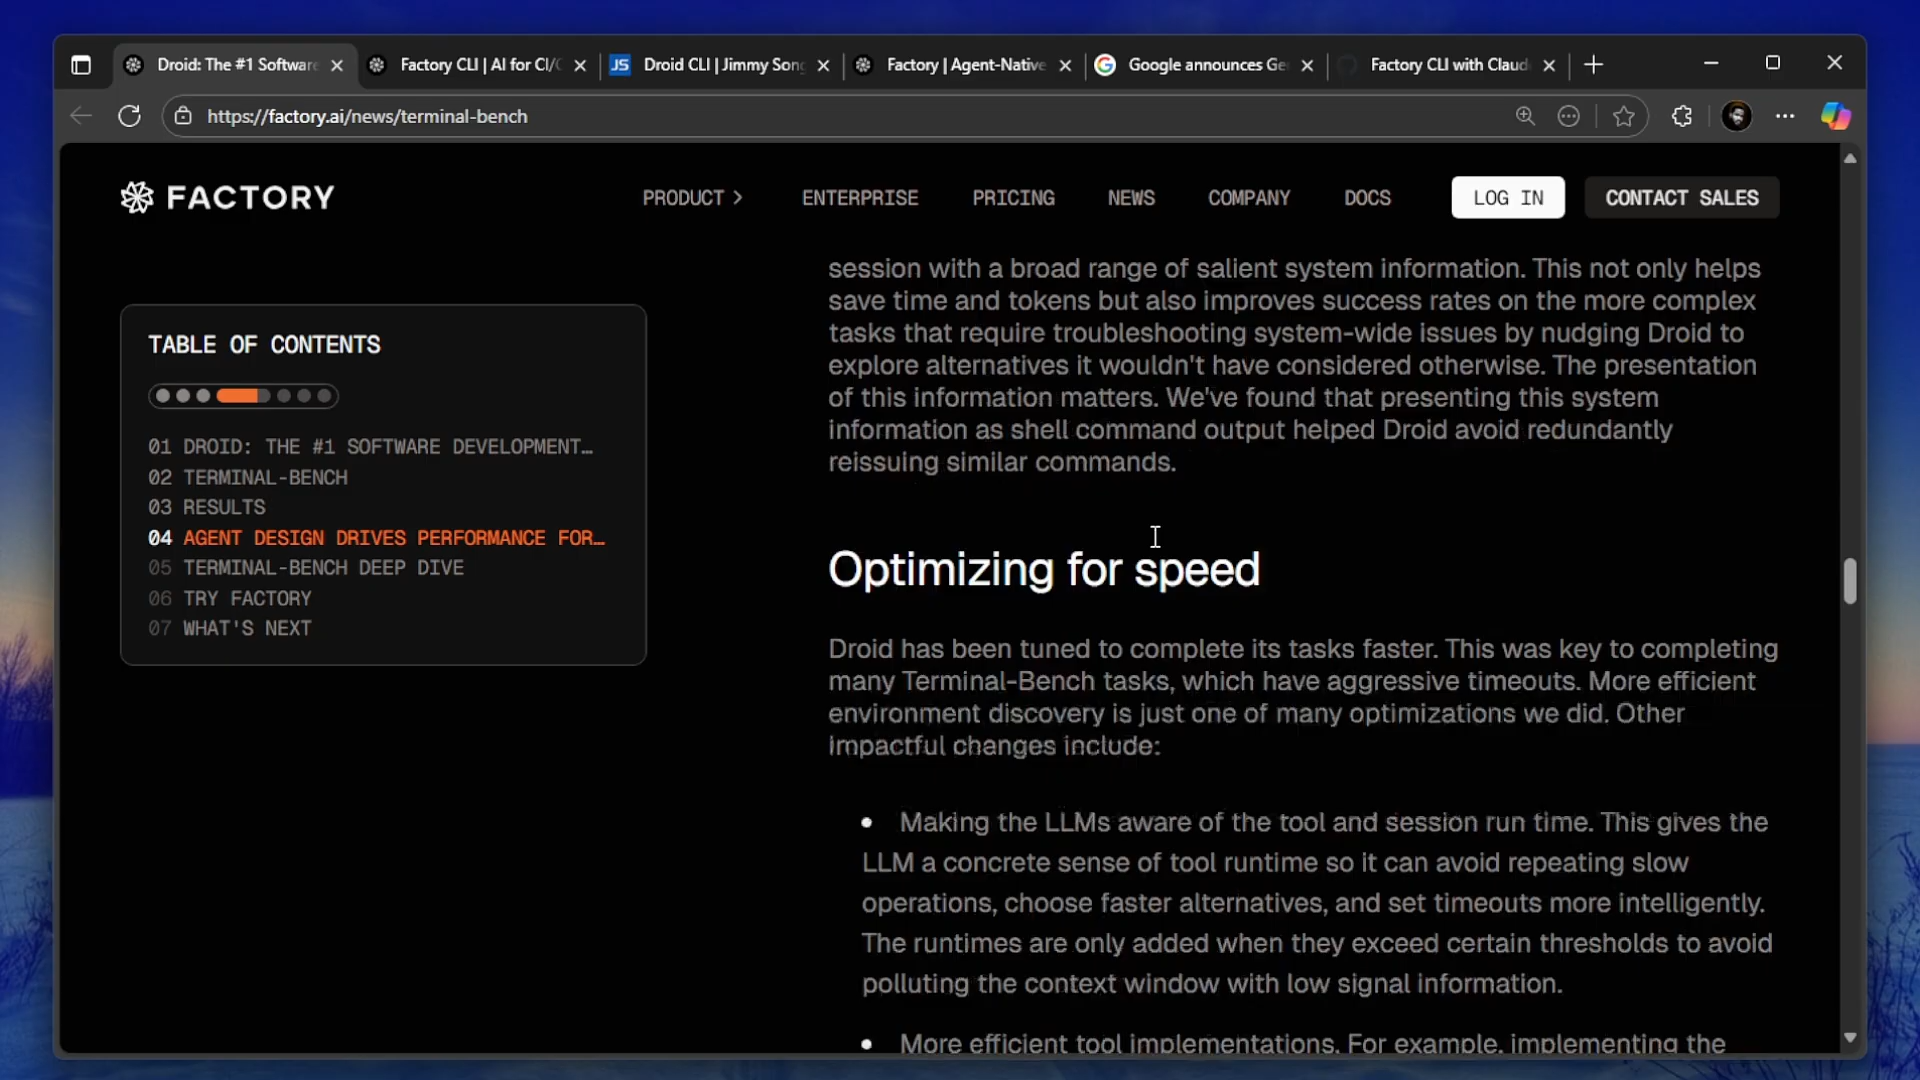 Droid: The #1 Software
Factory CLI | AI for CI/C
JS
Droid CLI | Jimmy Song
Factory | Agent-Native
Google announces Ge
Factory CLI with Claud
https://factory.ai/news/terminal-bench
FACTORY
PRODUCT >
ENTERPRISE
PRICING
NEWS
COMPANY
DOCS
LOG IN
CONTACT SALES
TABLE OF CONTENTS
01 DROID: THE #1 SOFTWARE DEVELOPMENT…
02 TERMINAL-BENCH
03 RESULTS
04 AGENT DESIGN DRIVES PERFORMANCE FOR…
05 TERMINAL-BENCH DEEP DIVE
06 TRY FACTORY
07 WHAT'S NEXT
session with a broad range of salient system information. This not only helps
save time and tokens but also improves success rates on the more complex
tasks that require troubleshooting system-wide issues by nudging Droid to
explore alternatives it wouldn't have considered otherwise. The presentation
of this information matters. We've found that presenting this system
information as shell command output helped Droid avoid redundantly
reissuing similar commands.
Optimizing for speed
Droid has been tuned to complete its tasks faster. This was key to completing
many Terminal-Bench tasks, which have aggressive timeouts. More efficient
environment discovery is just one of many optimizations we did. Other
impactful changes include:
• Making the LLMs aware of the tool and session run time. This gives the
LLM a concrete sense of tool runtime so it can avoid repeating slow
operations, choose faster alternatives, and set timeouts more intelligently.
The runtimes are only added when they exceed certain thresholds to avoid
polluting the context window with low signal information.
• More efficient tool implementations. For example, implementing the